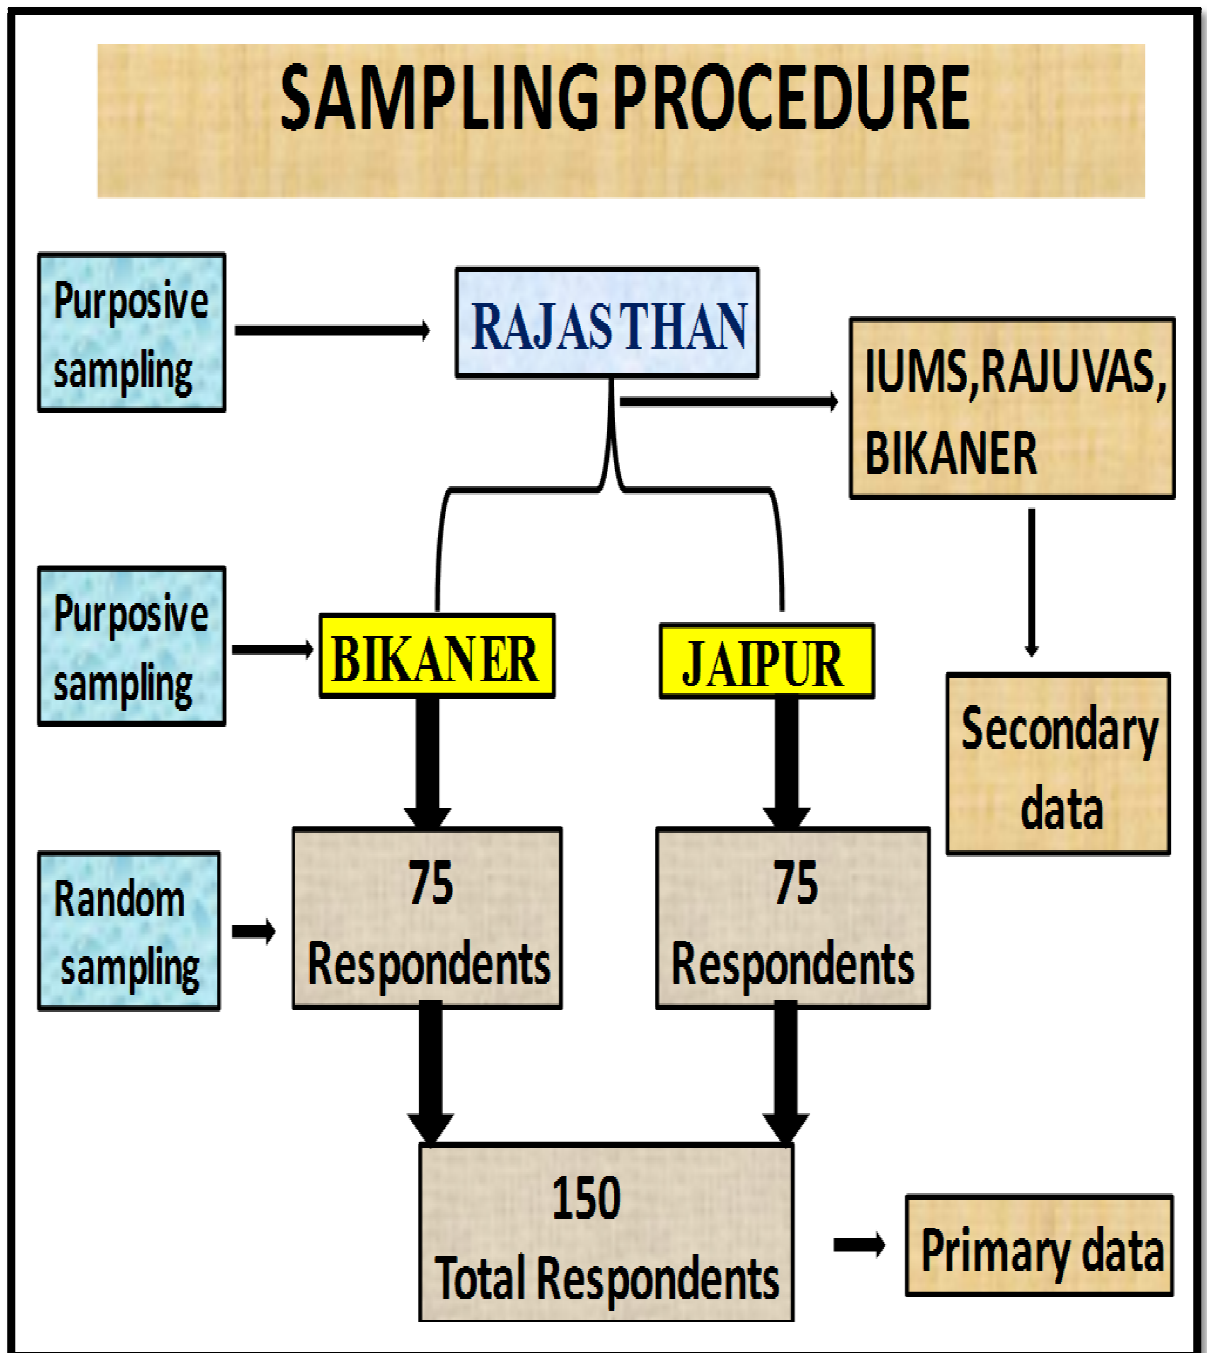 SAMPLING PROCEDURE
Purposive
sampling
RAJASTHAN
IUMS,RAJUVAS,
BIKANER
Purposive
sampling
BIKANER
JAIPUR
Secondary
data
Random
sampling
75
Respondents
75
Respondents
150
Total Respondents
Primary data